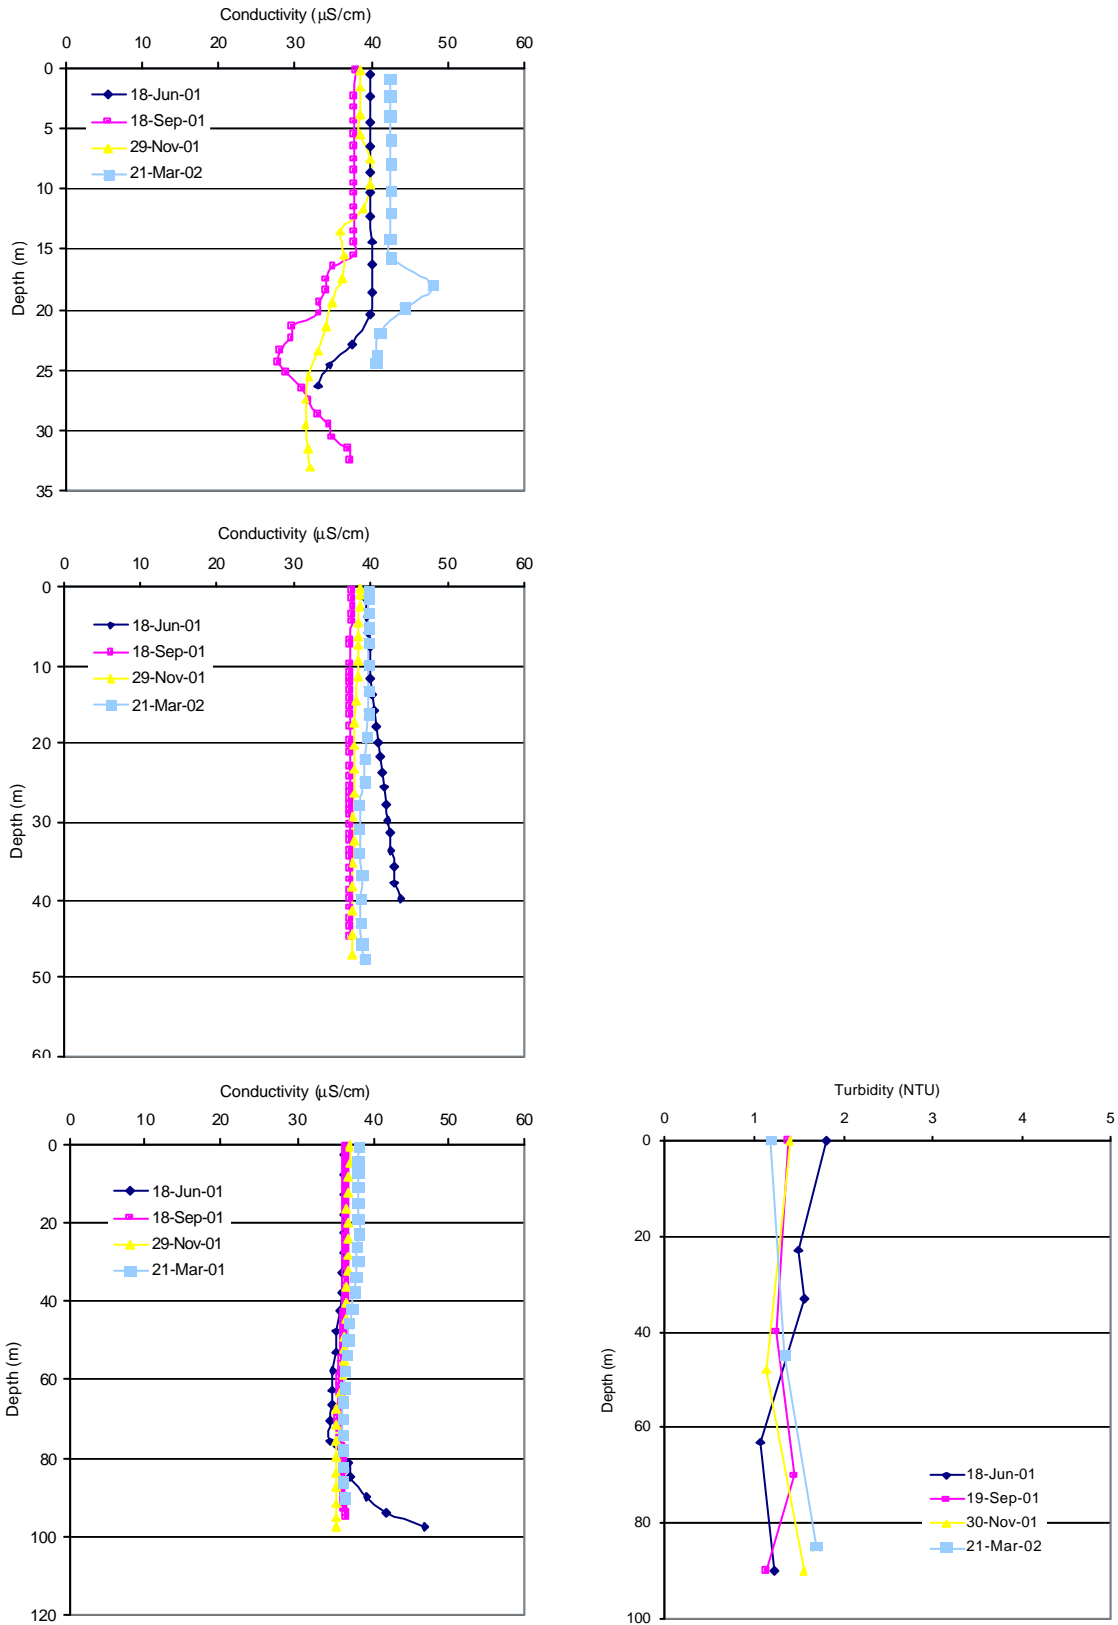 Conductivity (μS/cm)
0 10 20 30 40 50 60
0
5
10
15
20
25
30
35
Depth (m)
18-Jun-01
18-Sep-01
29-Nov-01
21-Mar-02
Conductivity (μS/cm)
0 10 20 30 40 50 60
0
10
20
30
40
50
60
Depth (m)
18-Jun-01
18-Sep-01
29-Nov-01
21-Mar-02
Conductivity (μS/cm)
0 10 20 30 40 50 60
0
20
40
60
80
100
120
Depth (m)
18-Jun-01
18-Sep-01
29-Nov-01
21-Mar-01
Turbidity (NTU)
0 1 2 3 4 5
0
20
40
60
80
100
Depth (m)
18-Jun-01
19-Sep-01
30-Nov-01
21-Mar-02